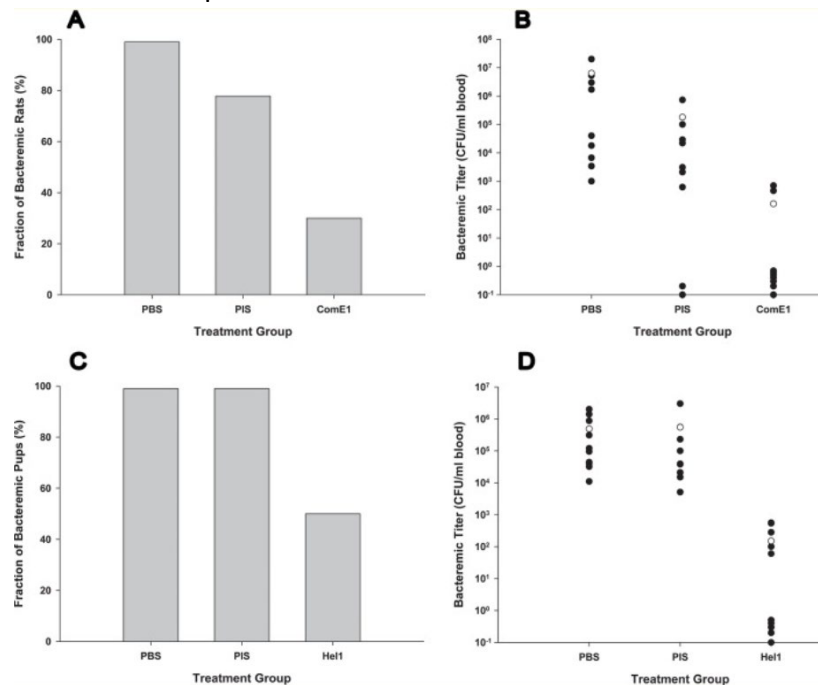 A
Fraction of Bacteremic Rats (%)
100
80
60
40
20
0
PBS
PIS
ComE1
Treatment Group
B
Bacteremic Titer (CFU/ml blood)
10⁸
10⁷
10⁶
10⁵
10⁴
10³
10²
10¹
10⁰
10⁻¹
PBS
PIS
ComE1
Treatment Group
C
Fraction of Bacteremic Pups (%)
100
80
60
40
20
0
PBS
PIS
Hel1
Treatment Group
D
Bacteremic Titer (CFU/ml blood)
10⁷
10⁶
10⁵
10⁴
10³
10²
10¹
10⁰
10⁻¹
PBS
PIS
Hel1
Treatment Group